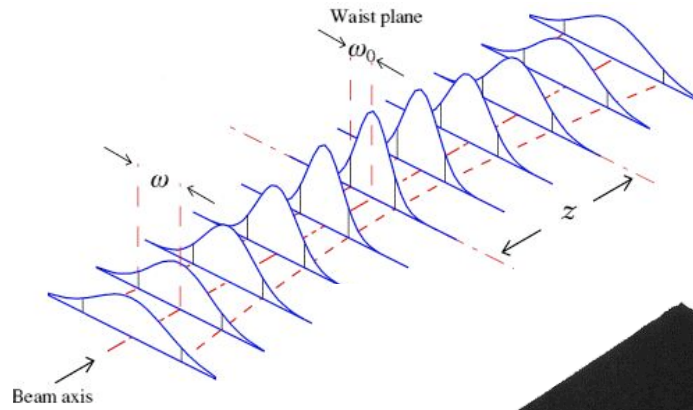 Waist plane
ω₀
ω
z
Beam axis